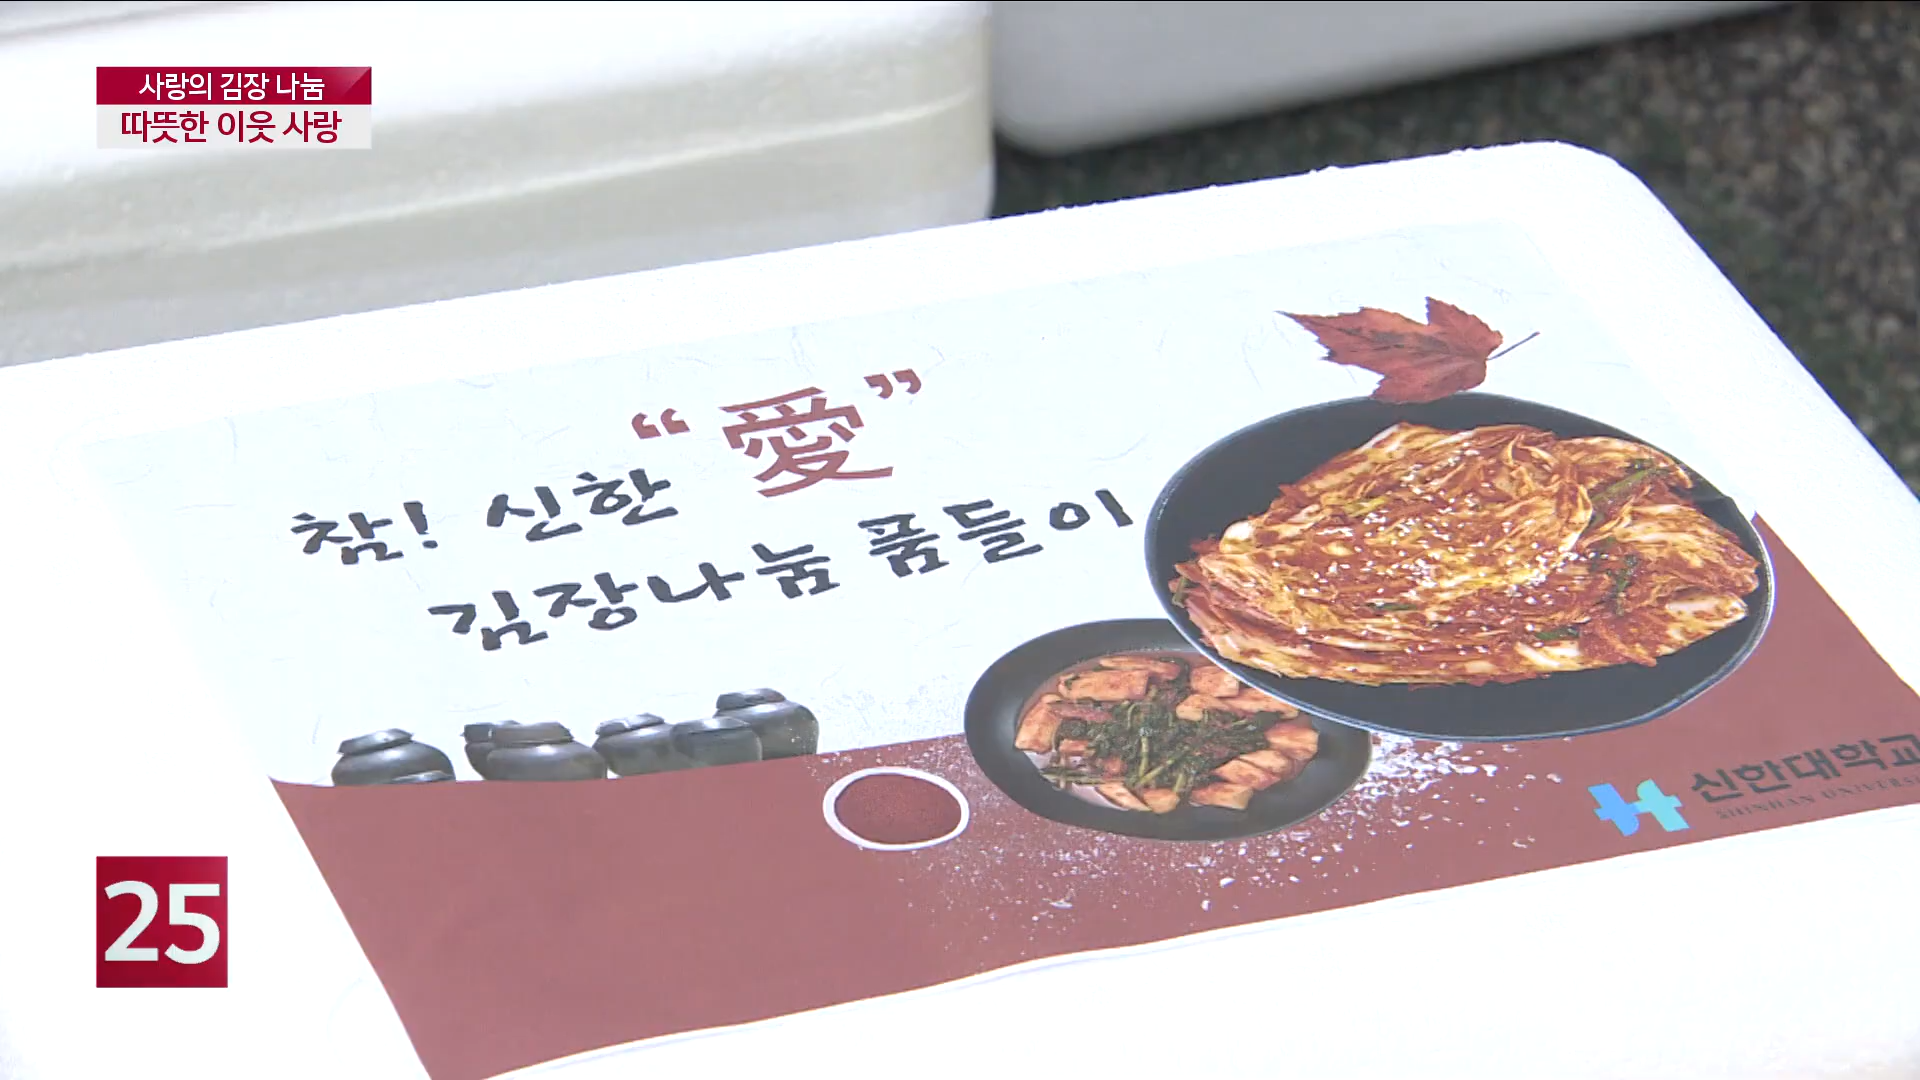 사랑의 김장 나눔
따뜻한 이웃 사랑
참! 신한 “愛”
김장나눔 품들이
신한대학교
SHINHAN
25